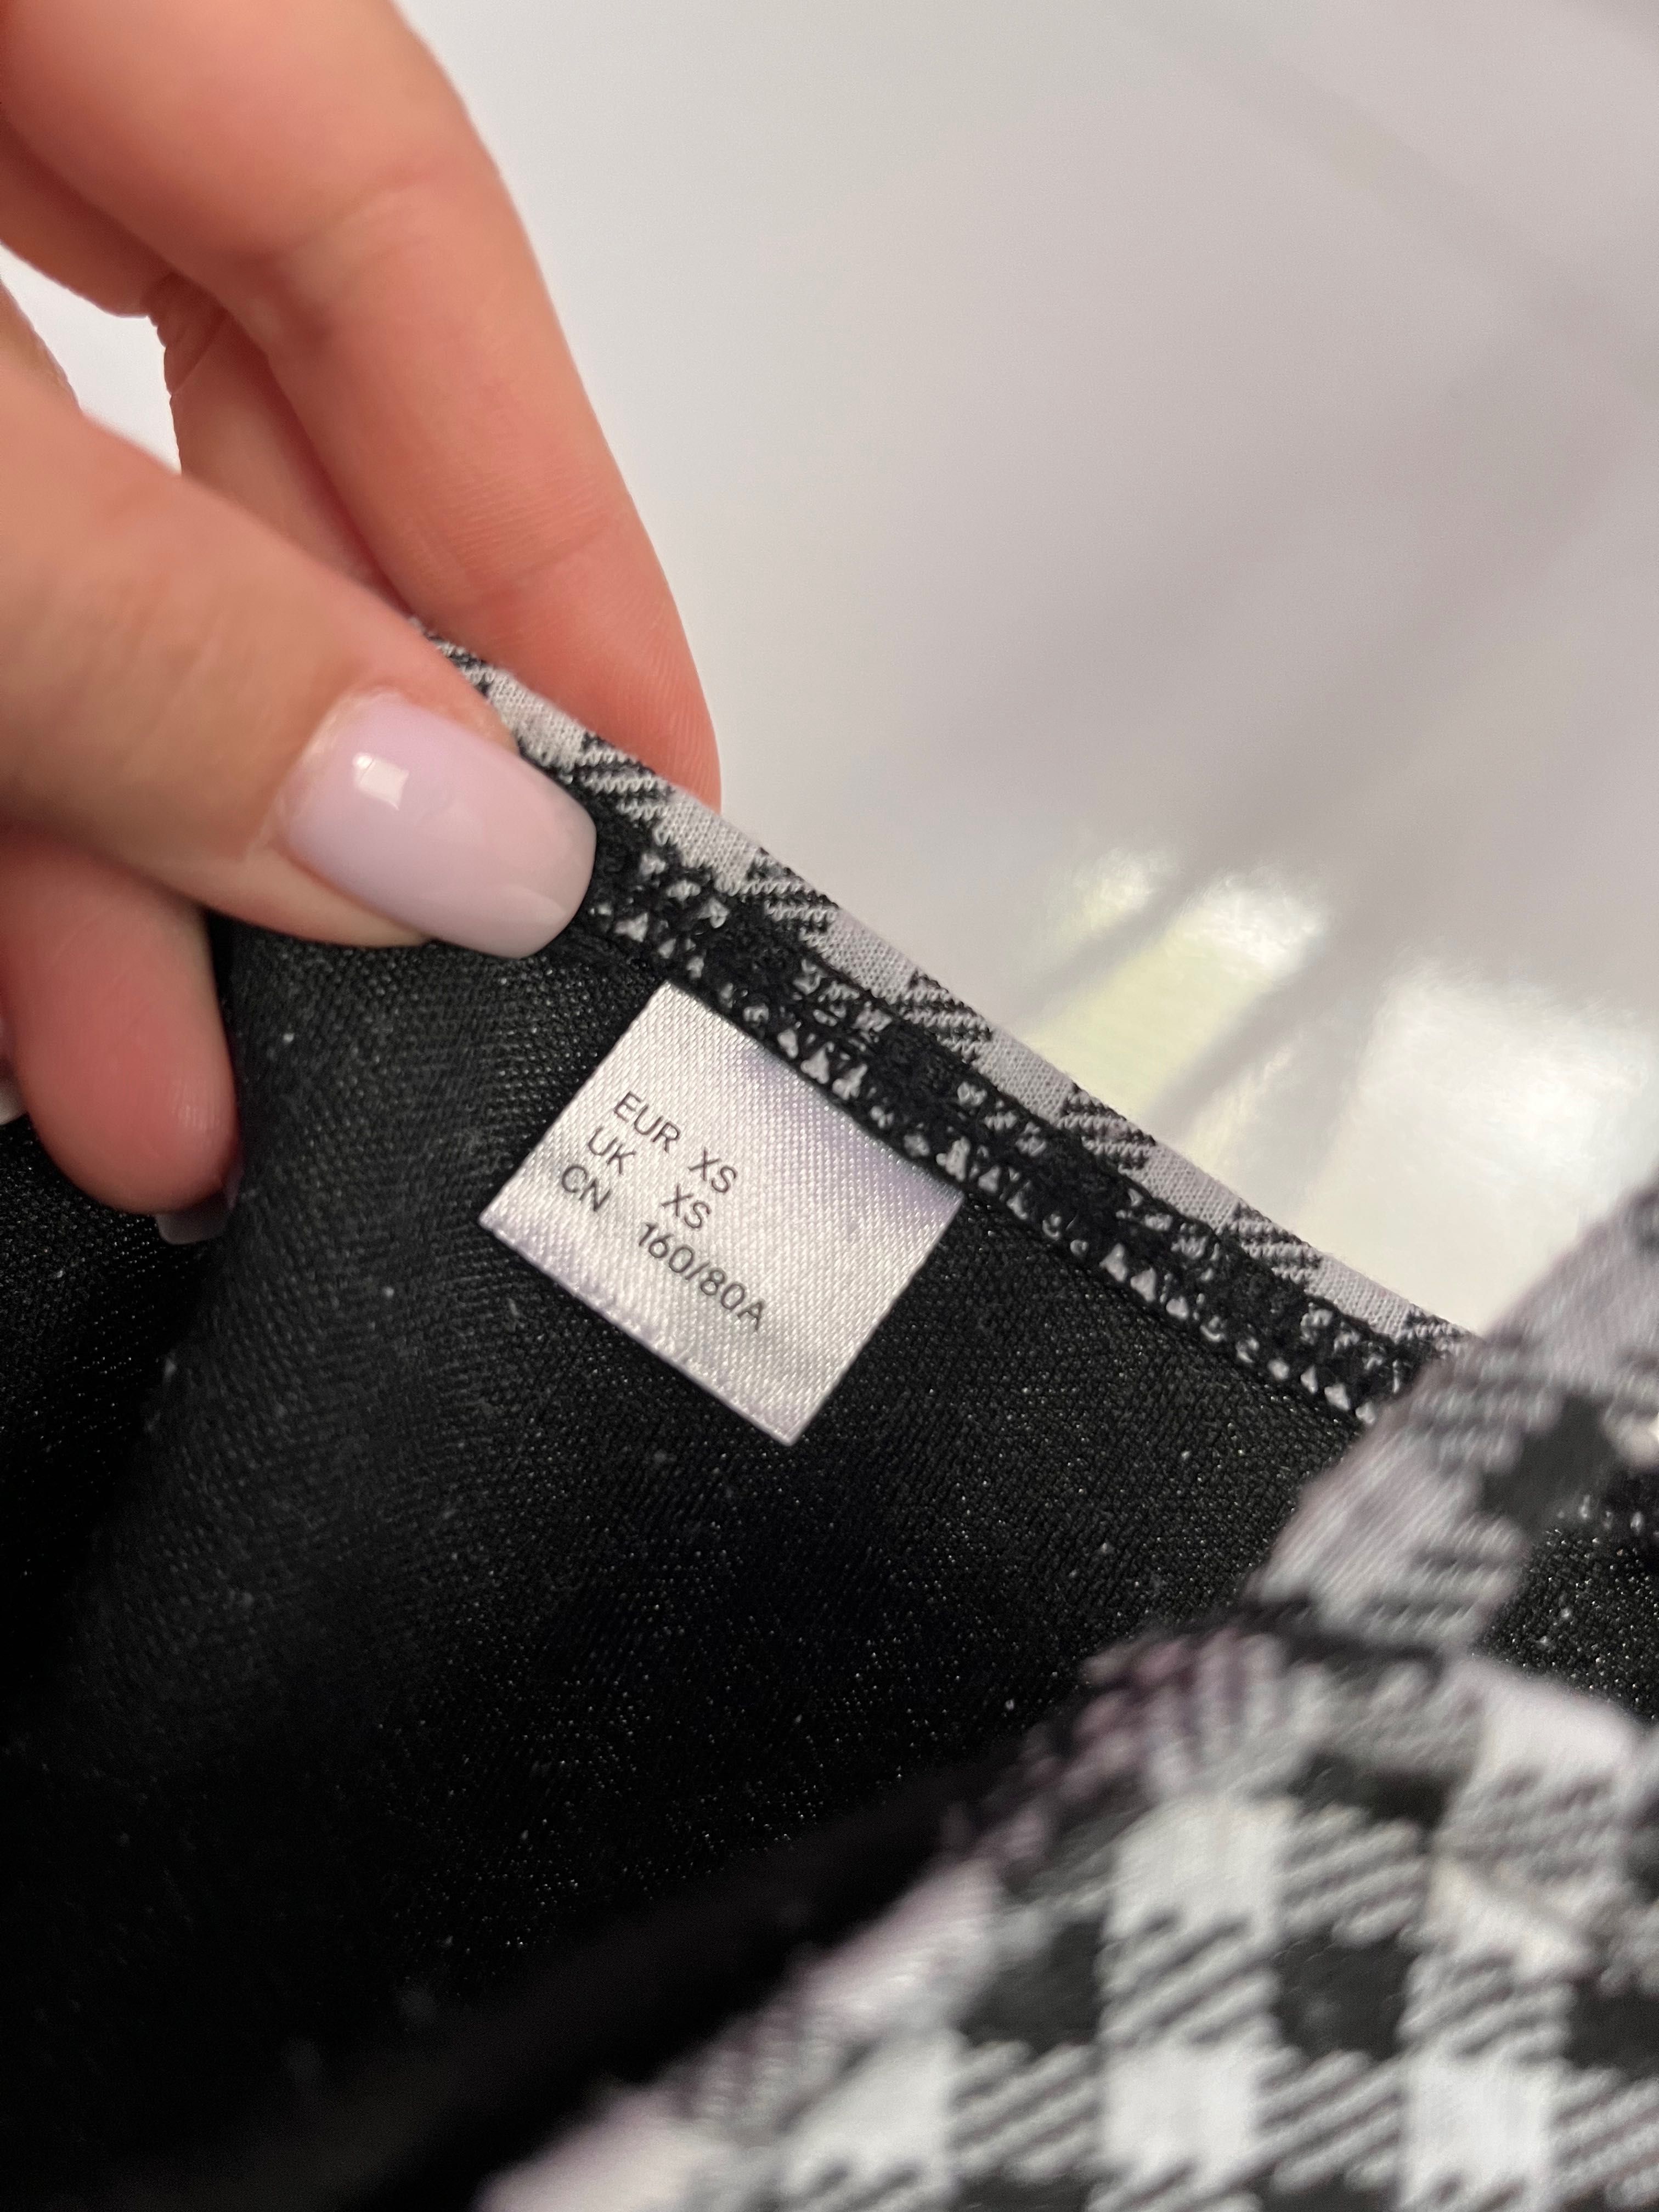 EUR XS
UK XS
CN 160/80A